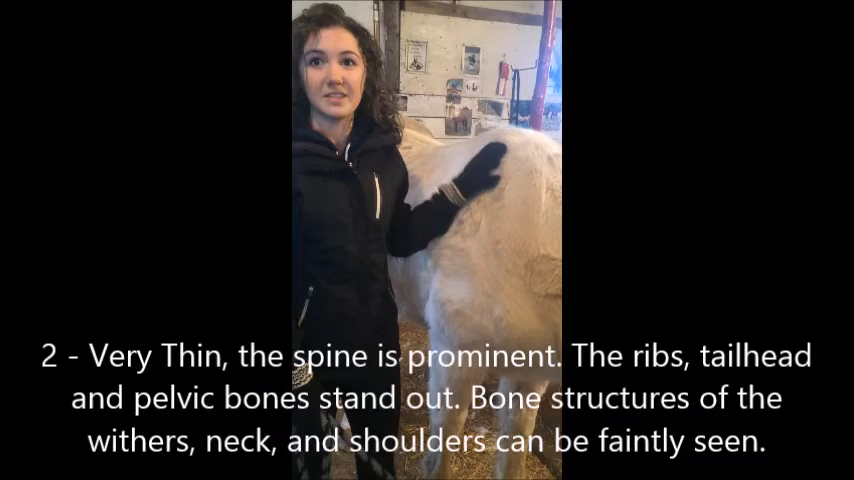 2 - Very Thin, the spine is prominent. The ribs, tailhead
and pelvic bones stand out. Bone structures of the
withers, neck, and shoulders can be faintly seen.